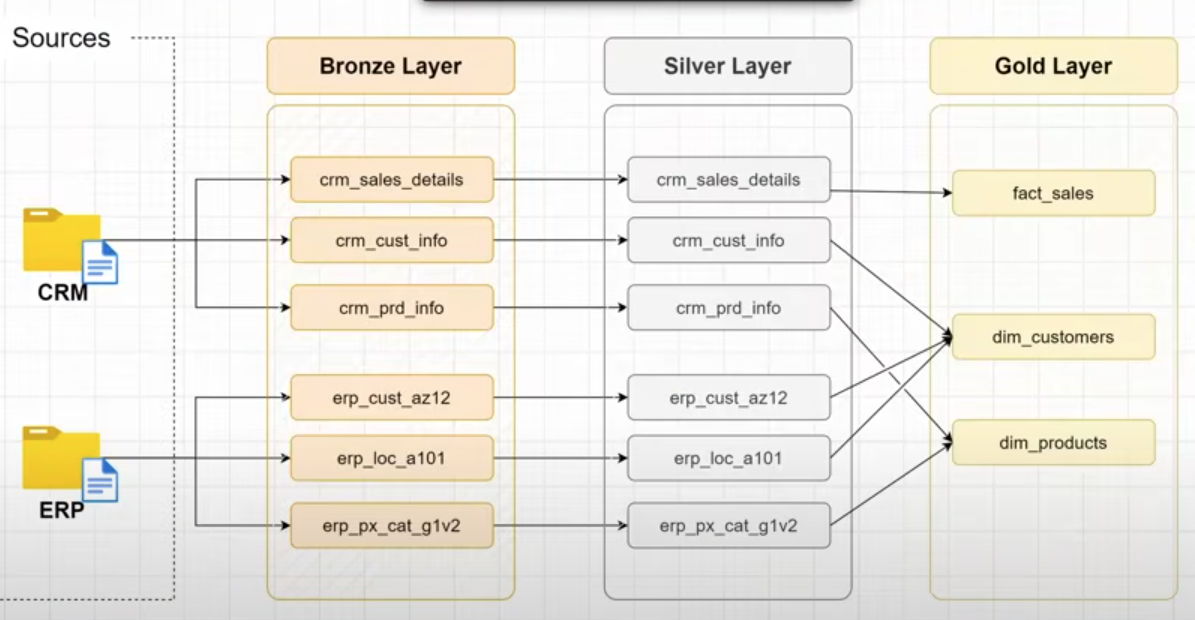 Sources
Bronze Layer
Silver Layer
Gold Layer
crm_sales_details
crm_sales_details
fact_sales
crm_cust_info
crm_cust_info
CRM
crm_prd_info
crm_prd_info
dim_customers
erp_cust_az12
erp_cust_az12
dim_products
erp_loc_a101
erp_loc_a101
ERP
erp_px_cat_g1v2
erp_px_cat_g1v2